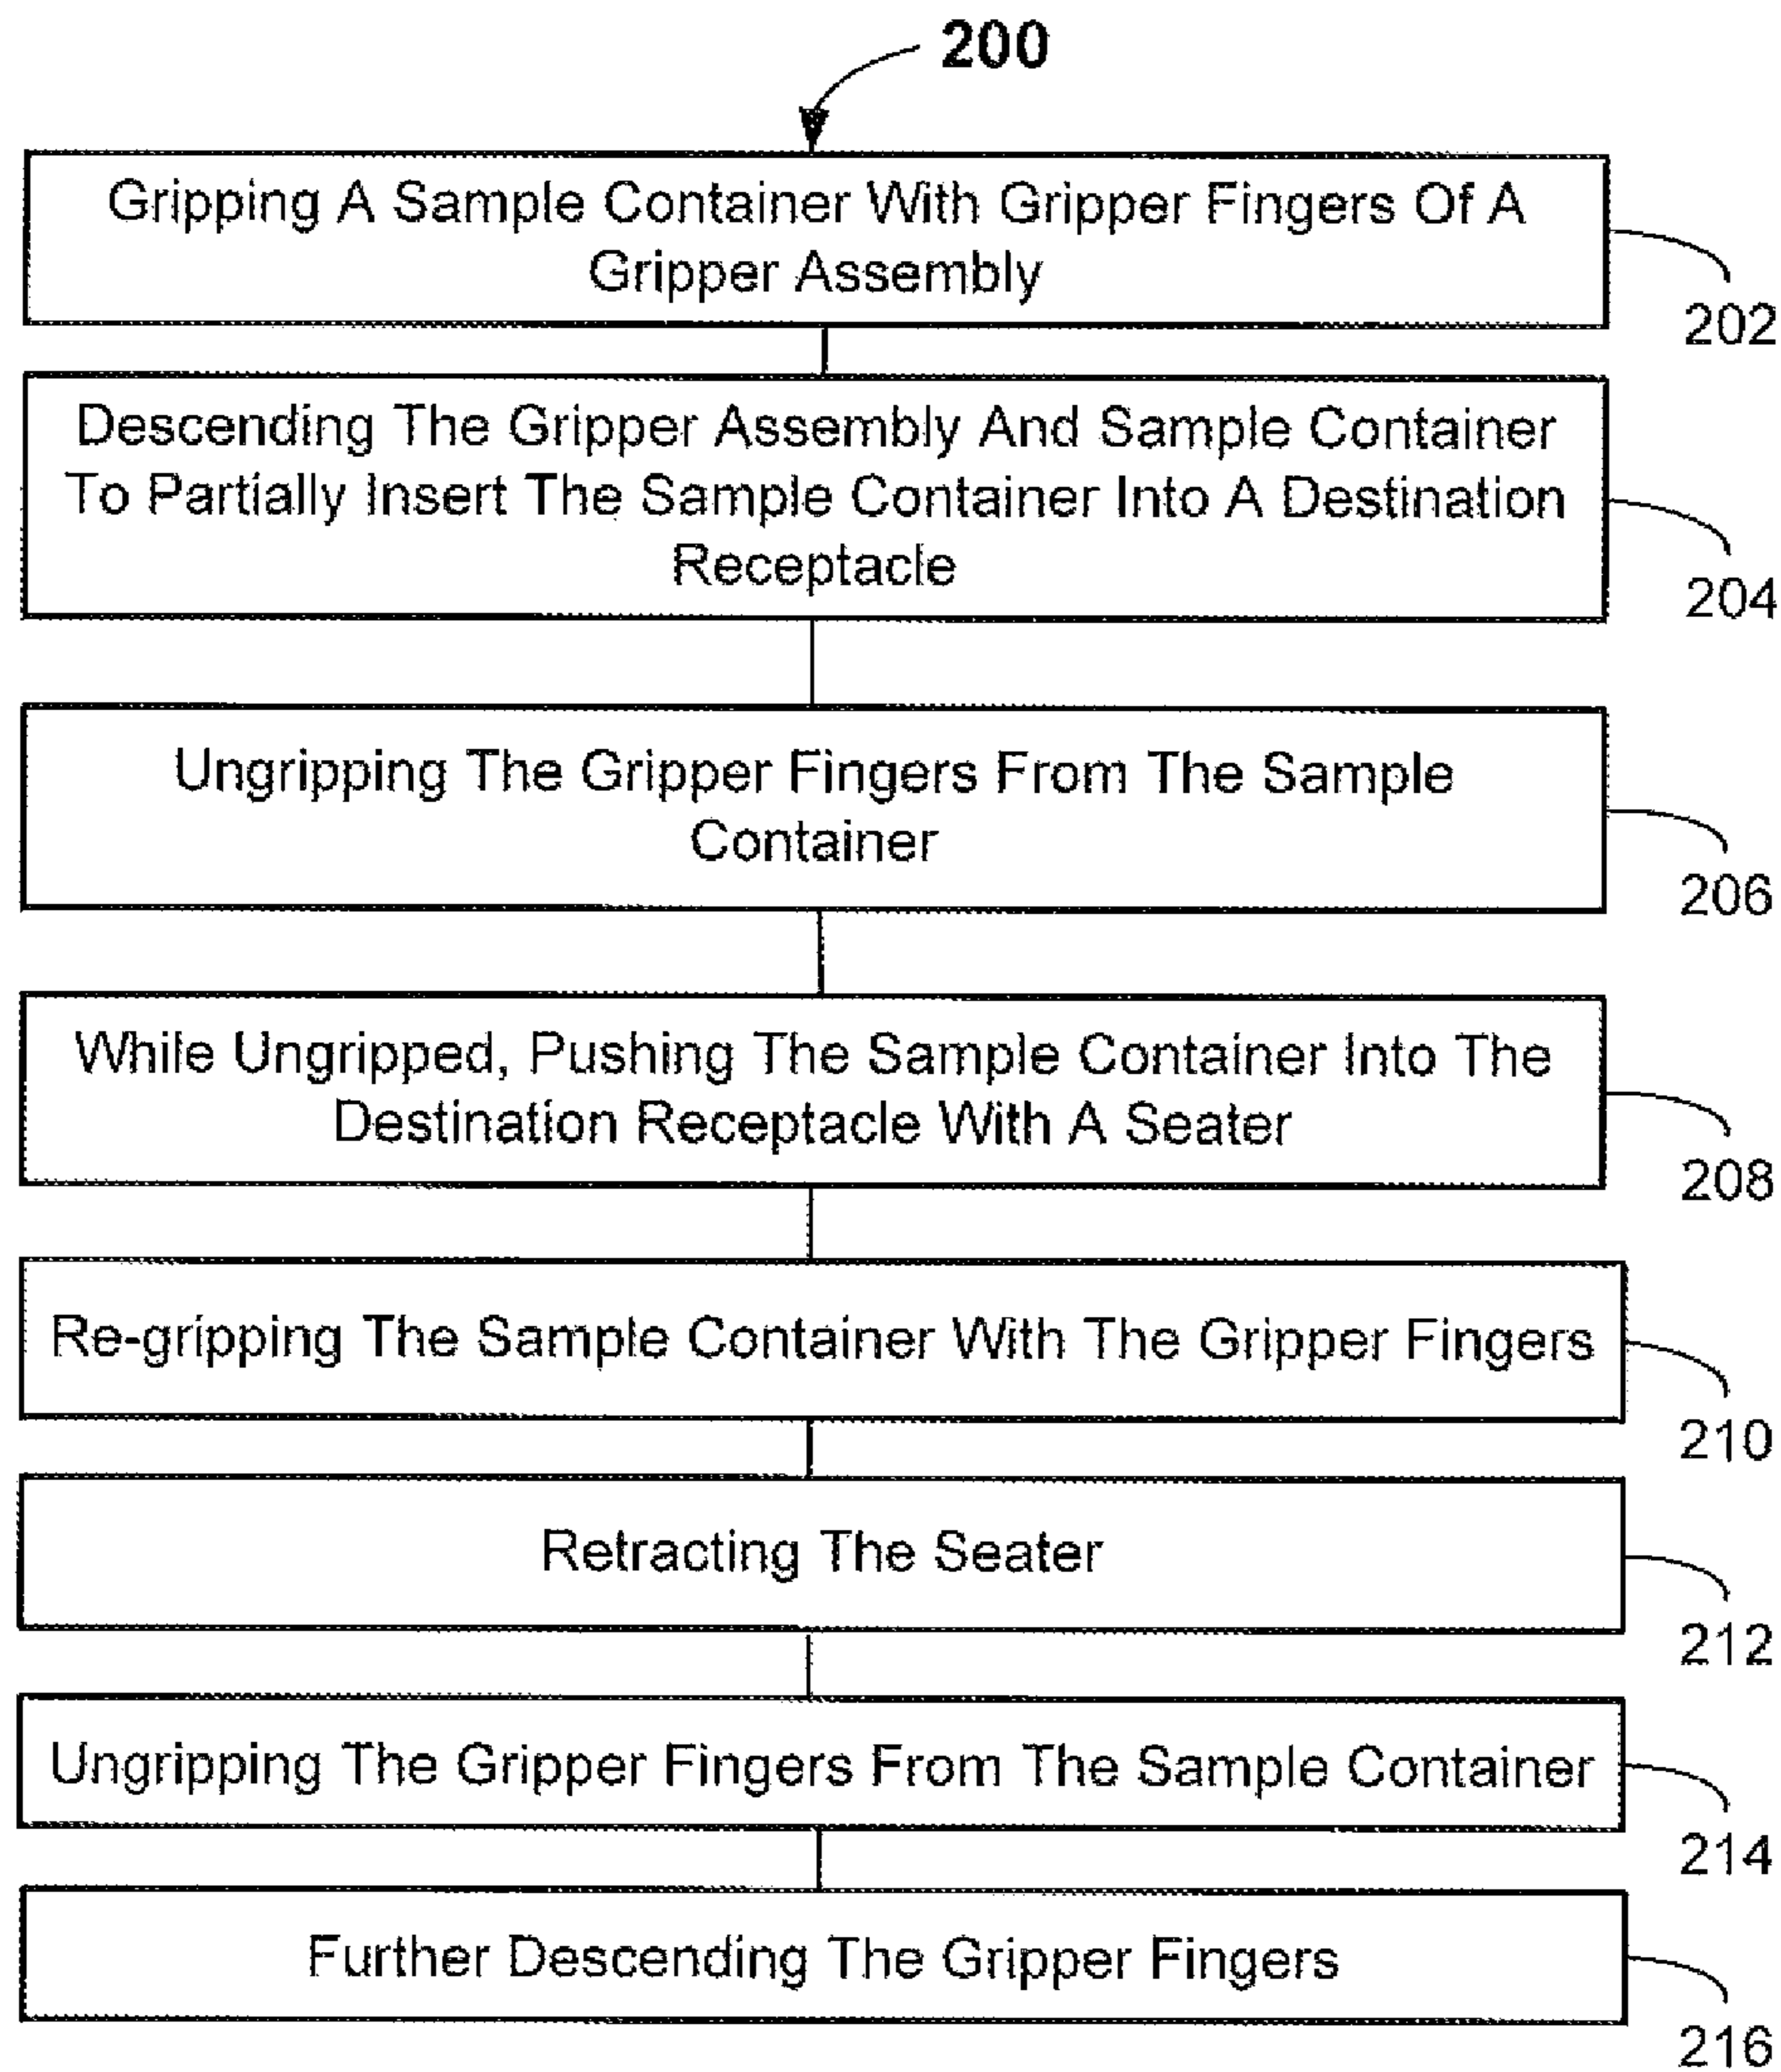 200
Gripping A Sample Container With Gripper Fingers Of A
Gripper Assembly
202
Descending The Gripper Assembly And Sample Container
To Partially Insert The Sample Container Into A Destination
Receptacle
204
Ungripping The Gripper Fingers From The Sample
Container
206
While Ungripped, Pushing The Sample Container Into The
Destination Receptacle With A Seater
208
Re-gripping The Sample Container With The Gripper Fingers
210
Retracting The Seater
212
Ungripping The Gripper Fingers From The Sample Container
214
Further Descending The Gripper Fingers
216